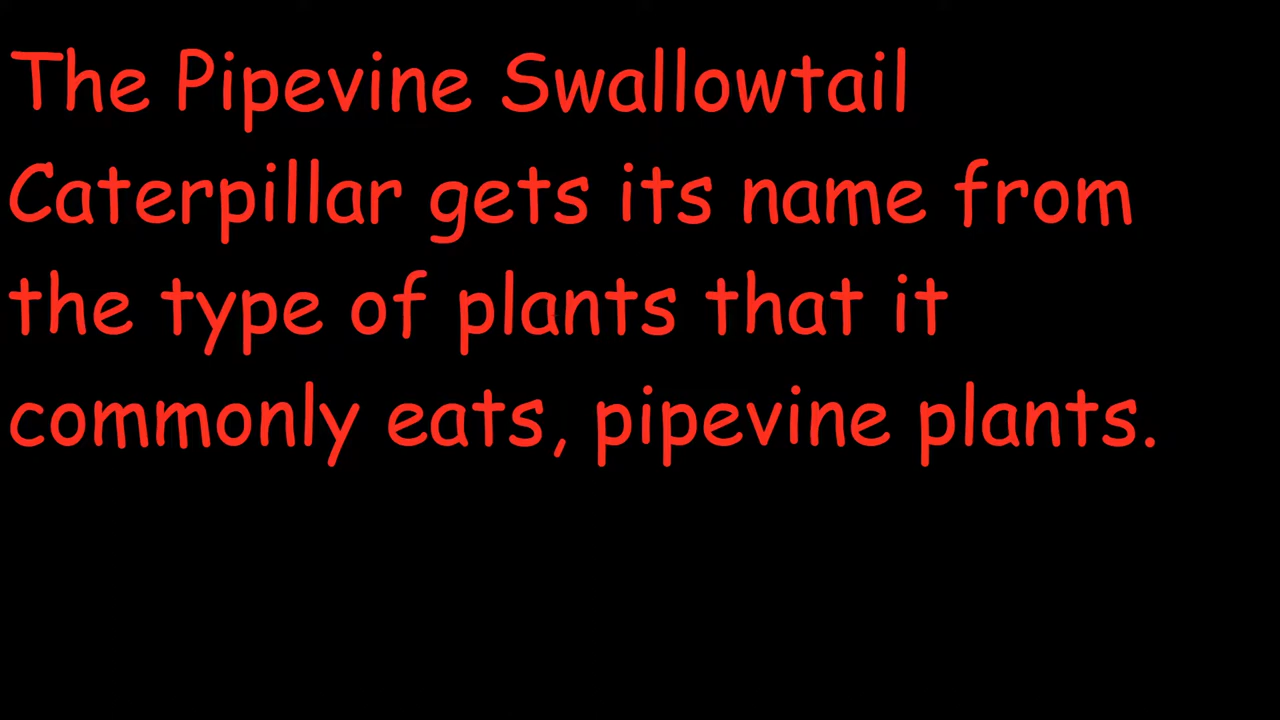 The Pipevine Swallowtail
Caterpillar gets its name from
the type of plants that it
commonly eats, pipevine plants.